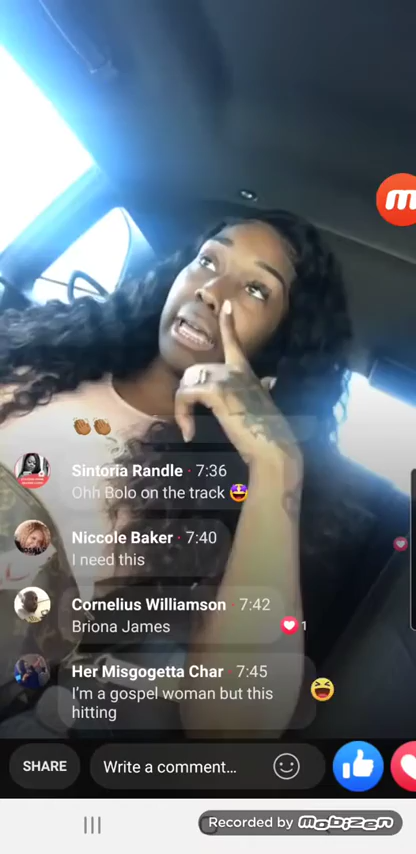 Sintoria Randle · 7:36
Ohh Bolo on the track
Niccole Baker · 7:40
I need this
Cornelius Williamson · 7:42
Briona James
1
Her Misgogetta Char · 7:45
I'm a gospel woman but this
hitting
SHARE
Write a comment...
Recorded by mobizen